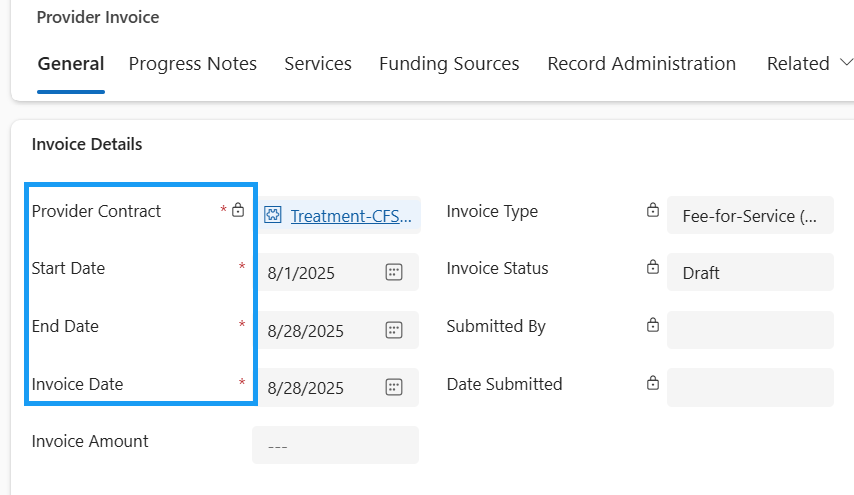 Provider Invoice
General Progress Notes Services Funding Sources Record Administration Related
Invoice Details
Provider Contract * Treatment-CFS... Invoice Type Fee-for-Service (...
Start Date * 8/1/2025 Invoice Status Draft
End Date * 8/28/2025 Submitted By
Invoice Date * 8/28/2025 Date Submitted
Invoice Amount ---